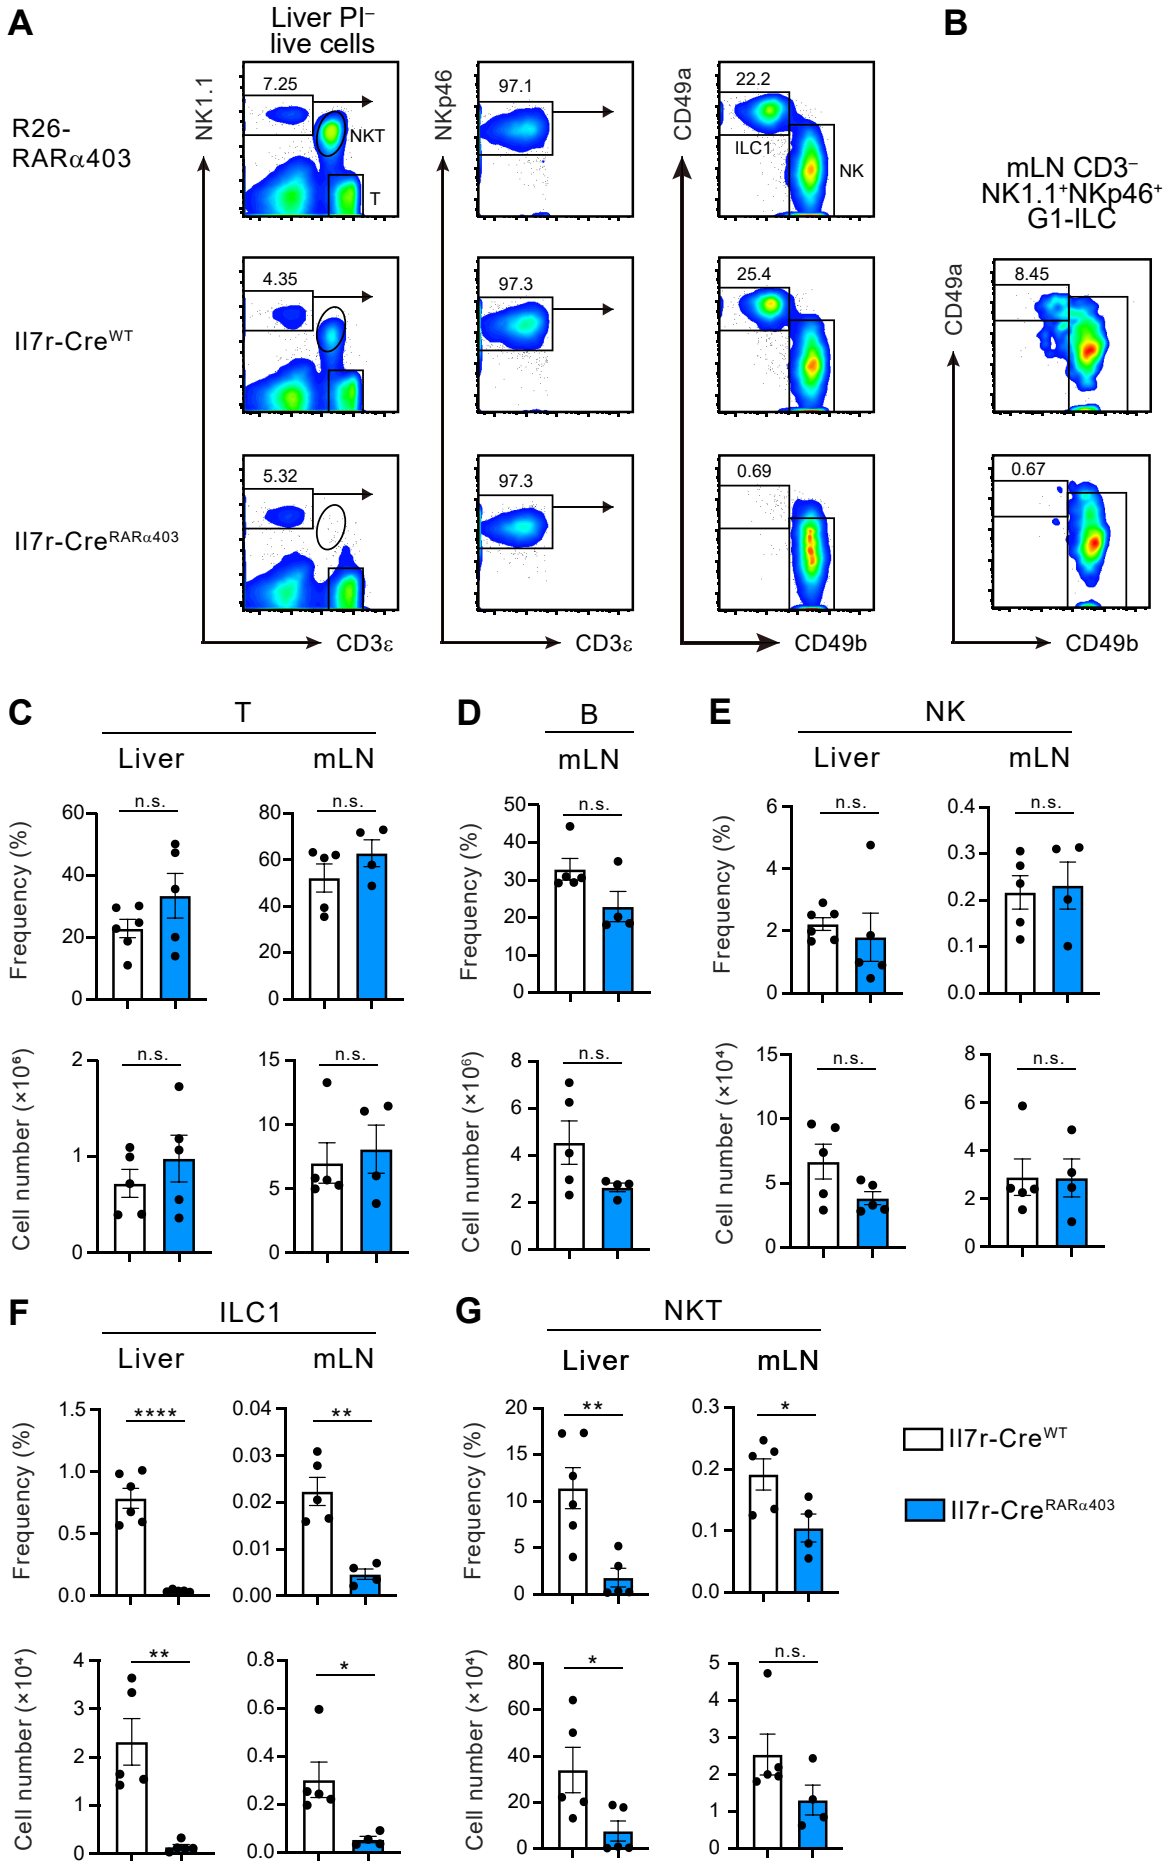 A
Liver PI⁻
live cells
B
R26-
RARα403
NK1.1
7.25
NKT
T
NKp46
97.1
CD49a
22.2
ILC1
NK
mLN CD3⁻
NK1.1⁺NKp46⁺
G1-ILC
Il7r-Creᵂᵀ
4.35
97.3
25.4
CD49a
8.45
Il7r-Cre^RARα403
5.32
97.3
0.69
0.67
CD3ε
CD3ε
CD49b
CD49b
C
T
Liver
mLN
Frequency (%)
60
40
20
0
n.s.
80
60
40
20
0
n.s.
Cell number (×10⁶)
2
1
0
n.s.
15
10
5
0
n.s.
D
B
mLN
Frequency (%)
50
40
30
20
10
0
n.s.
Cell number (×10⁶)
8
6
4
2
0
n.s.
E
NK
Liver
mLN
Frequency (%)
6
4
2
0
n.s.
0.4
0.3
0.2
0.1
0.0
n.s.
Cell number (×10⁴)
15
10
5
0
n.s.
8
6
4
2
0
n.s.
F
ILC1
Liver
mLN
Frequency (%)
1.5
1.0
0.5
0.0
****
0.04
0.03
0.02
0.01
0.00
**
Cell number (×10⁴)
4
3
2
1
0
**
0.8
0.6
0.4
0.2
0.0
*
G
NKT
Liver
mLN
Frequency (%)
20
15
10
5
0
**
0.3
0.2
0.1
0.0
*
Cell number (×10⁴)
80
60
40
20
0
*
5
4
3
2
1
0
n.s.
Il7r-Creᵂᵀ
Il7r-Cre^RARα403